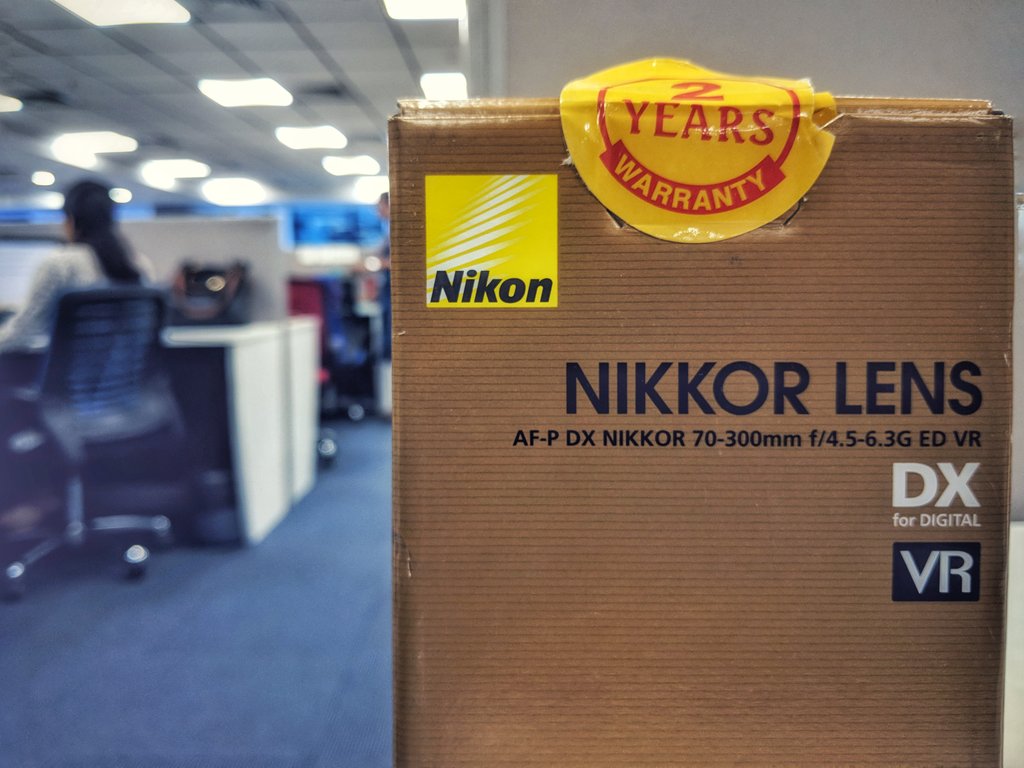 2
YEARS
WARRANTY
Nikon
NIKKOR LENS
AF-P DX NIKKOR 70-300mm f/4.5-6.3G ED VR
DX
for DIGITAL
VR